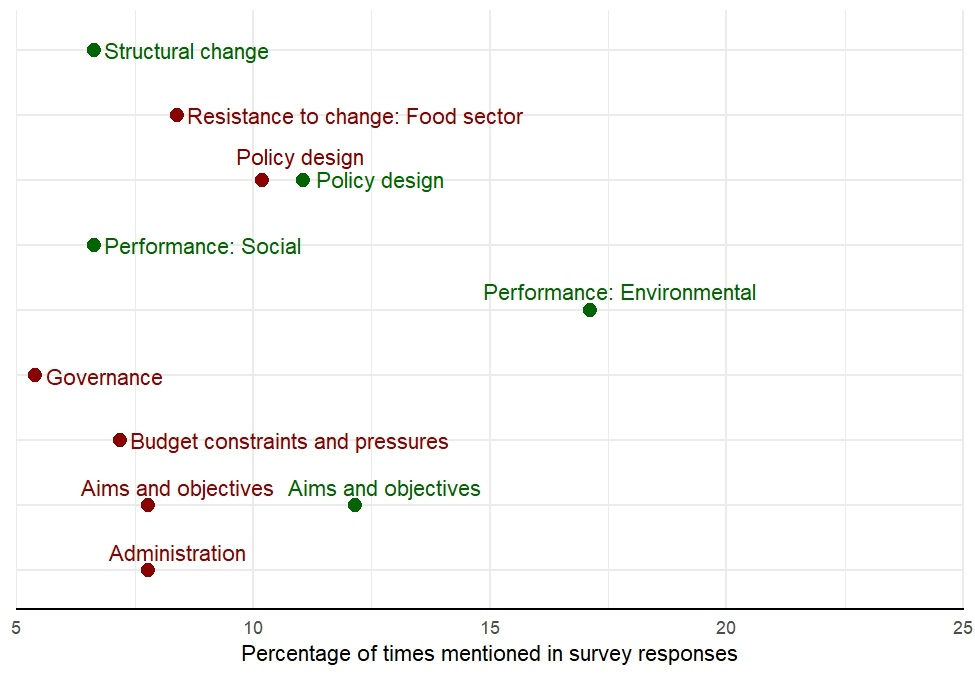 Structural change
Resistance to change: Food sector
Policy design
Policy design
Performance: Social
Performance: Environmental
Governance
Budget constraints and pressures
Aims and objectives Aims and objectives
Administration
5 10 15 20 25
Percentage of times mentioned in survey responses